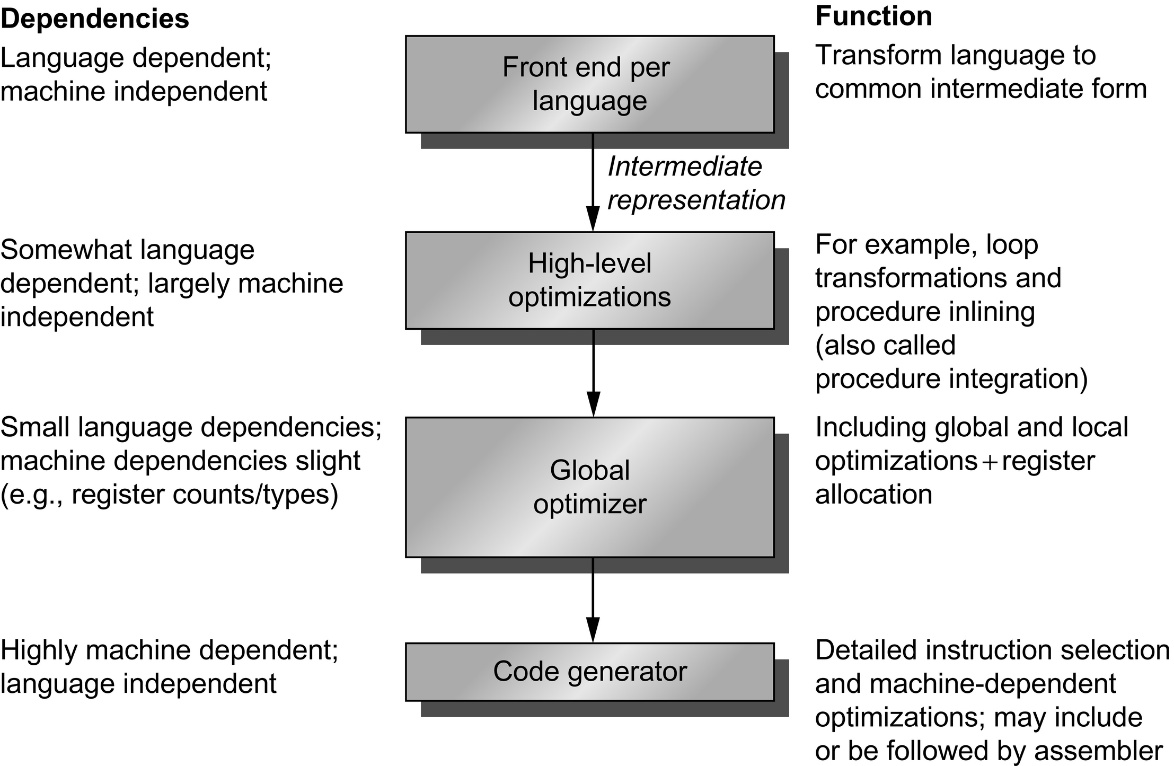 Dependencies
Function
Language dependent;
machine independent
Front end per
language
Transform language to
common intermediate form
Intermediate
representation
Somewhat language
dependent; largely machine
independent
High-level
optimizations
For example, loop
transformations and
procedure inlining
(also called
procedure integration)
Small language dependencies;
machine dependencies slight
(e.g., register counts/types)
Global
optimizer
Including global and local
optimizations + register
allocation
Highly machine dependent;
language independent
Code generator
Detailed instruction selection
and machine-dependent
optimizations; may include
or be followed by assembler